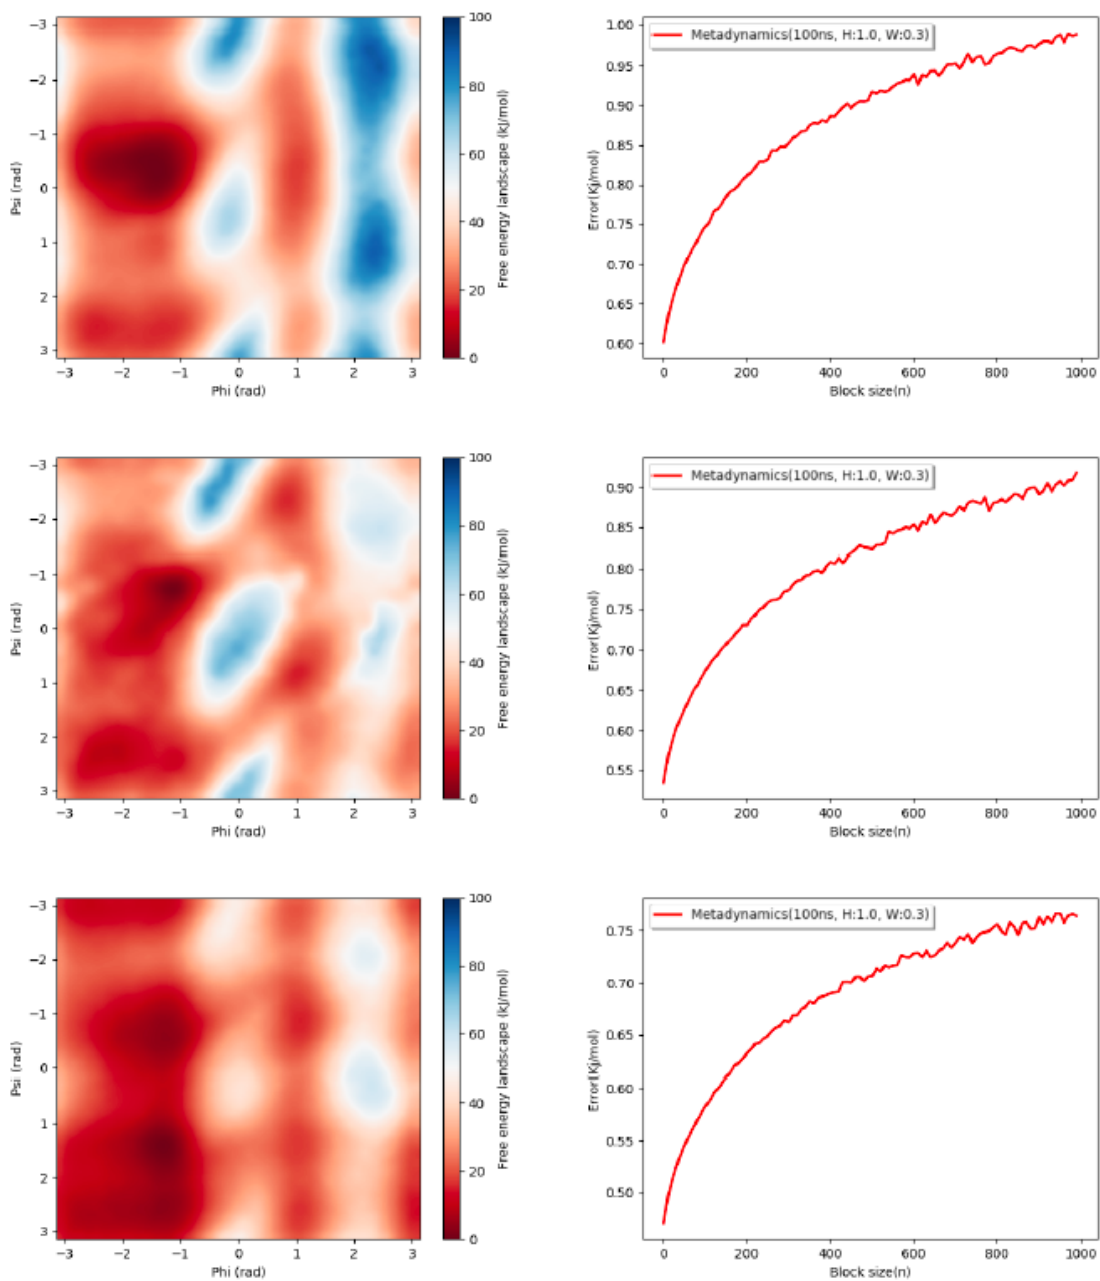 −3
−2
−1
0
1
2
3
Psi (rad)
−3 −2 −1 0 1 2 3
Phi (rad)
100
80
60
40
20
0
Free energy landscape (kJ/mol)
Metadynamics(100ns, H:1.0, W:0.3)
1.00
0.95
0.90
0.85
0.80
0.75
0.70
0.65
0.60
Error(Kj/mol)
0 200 400 600 800 1000
Block size(n)
−3
−2
−1
0
1
2
3
Psi (rad)
−3 −2 −1 0 1 2 3
Phi (rad)
100
80
60
40
20
0
Free energy landscape (kJ/mol)
Metadynamics(100ns, H:1.0, W:0.3)
0.90
0.85
0.80
0.75
0.70
0.65
0.60
0.55
Error(Kj/mol)
0 200 400 600 800 1000
Block size(n)
−3
−2
−1
0
1
2
3
Psi (rad)
−3 −2 −1 0 1 2 3
Phi (rad)
100
80
60
40
20
0
Free energy landscape (kJ/mol)
Metadynamics(100ns, H:1.0, W:0.3)
0.75
0.70
0.65
0.60
0.55
0.50
Error(Kj/mol)
0 200 400 600 800 1000
Block size(n)